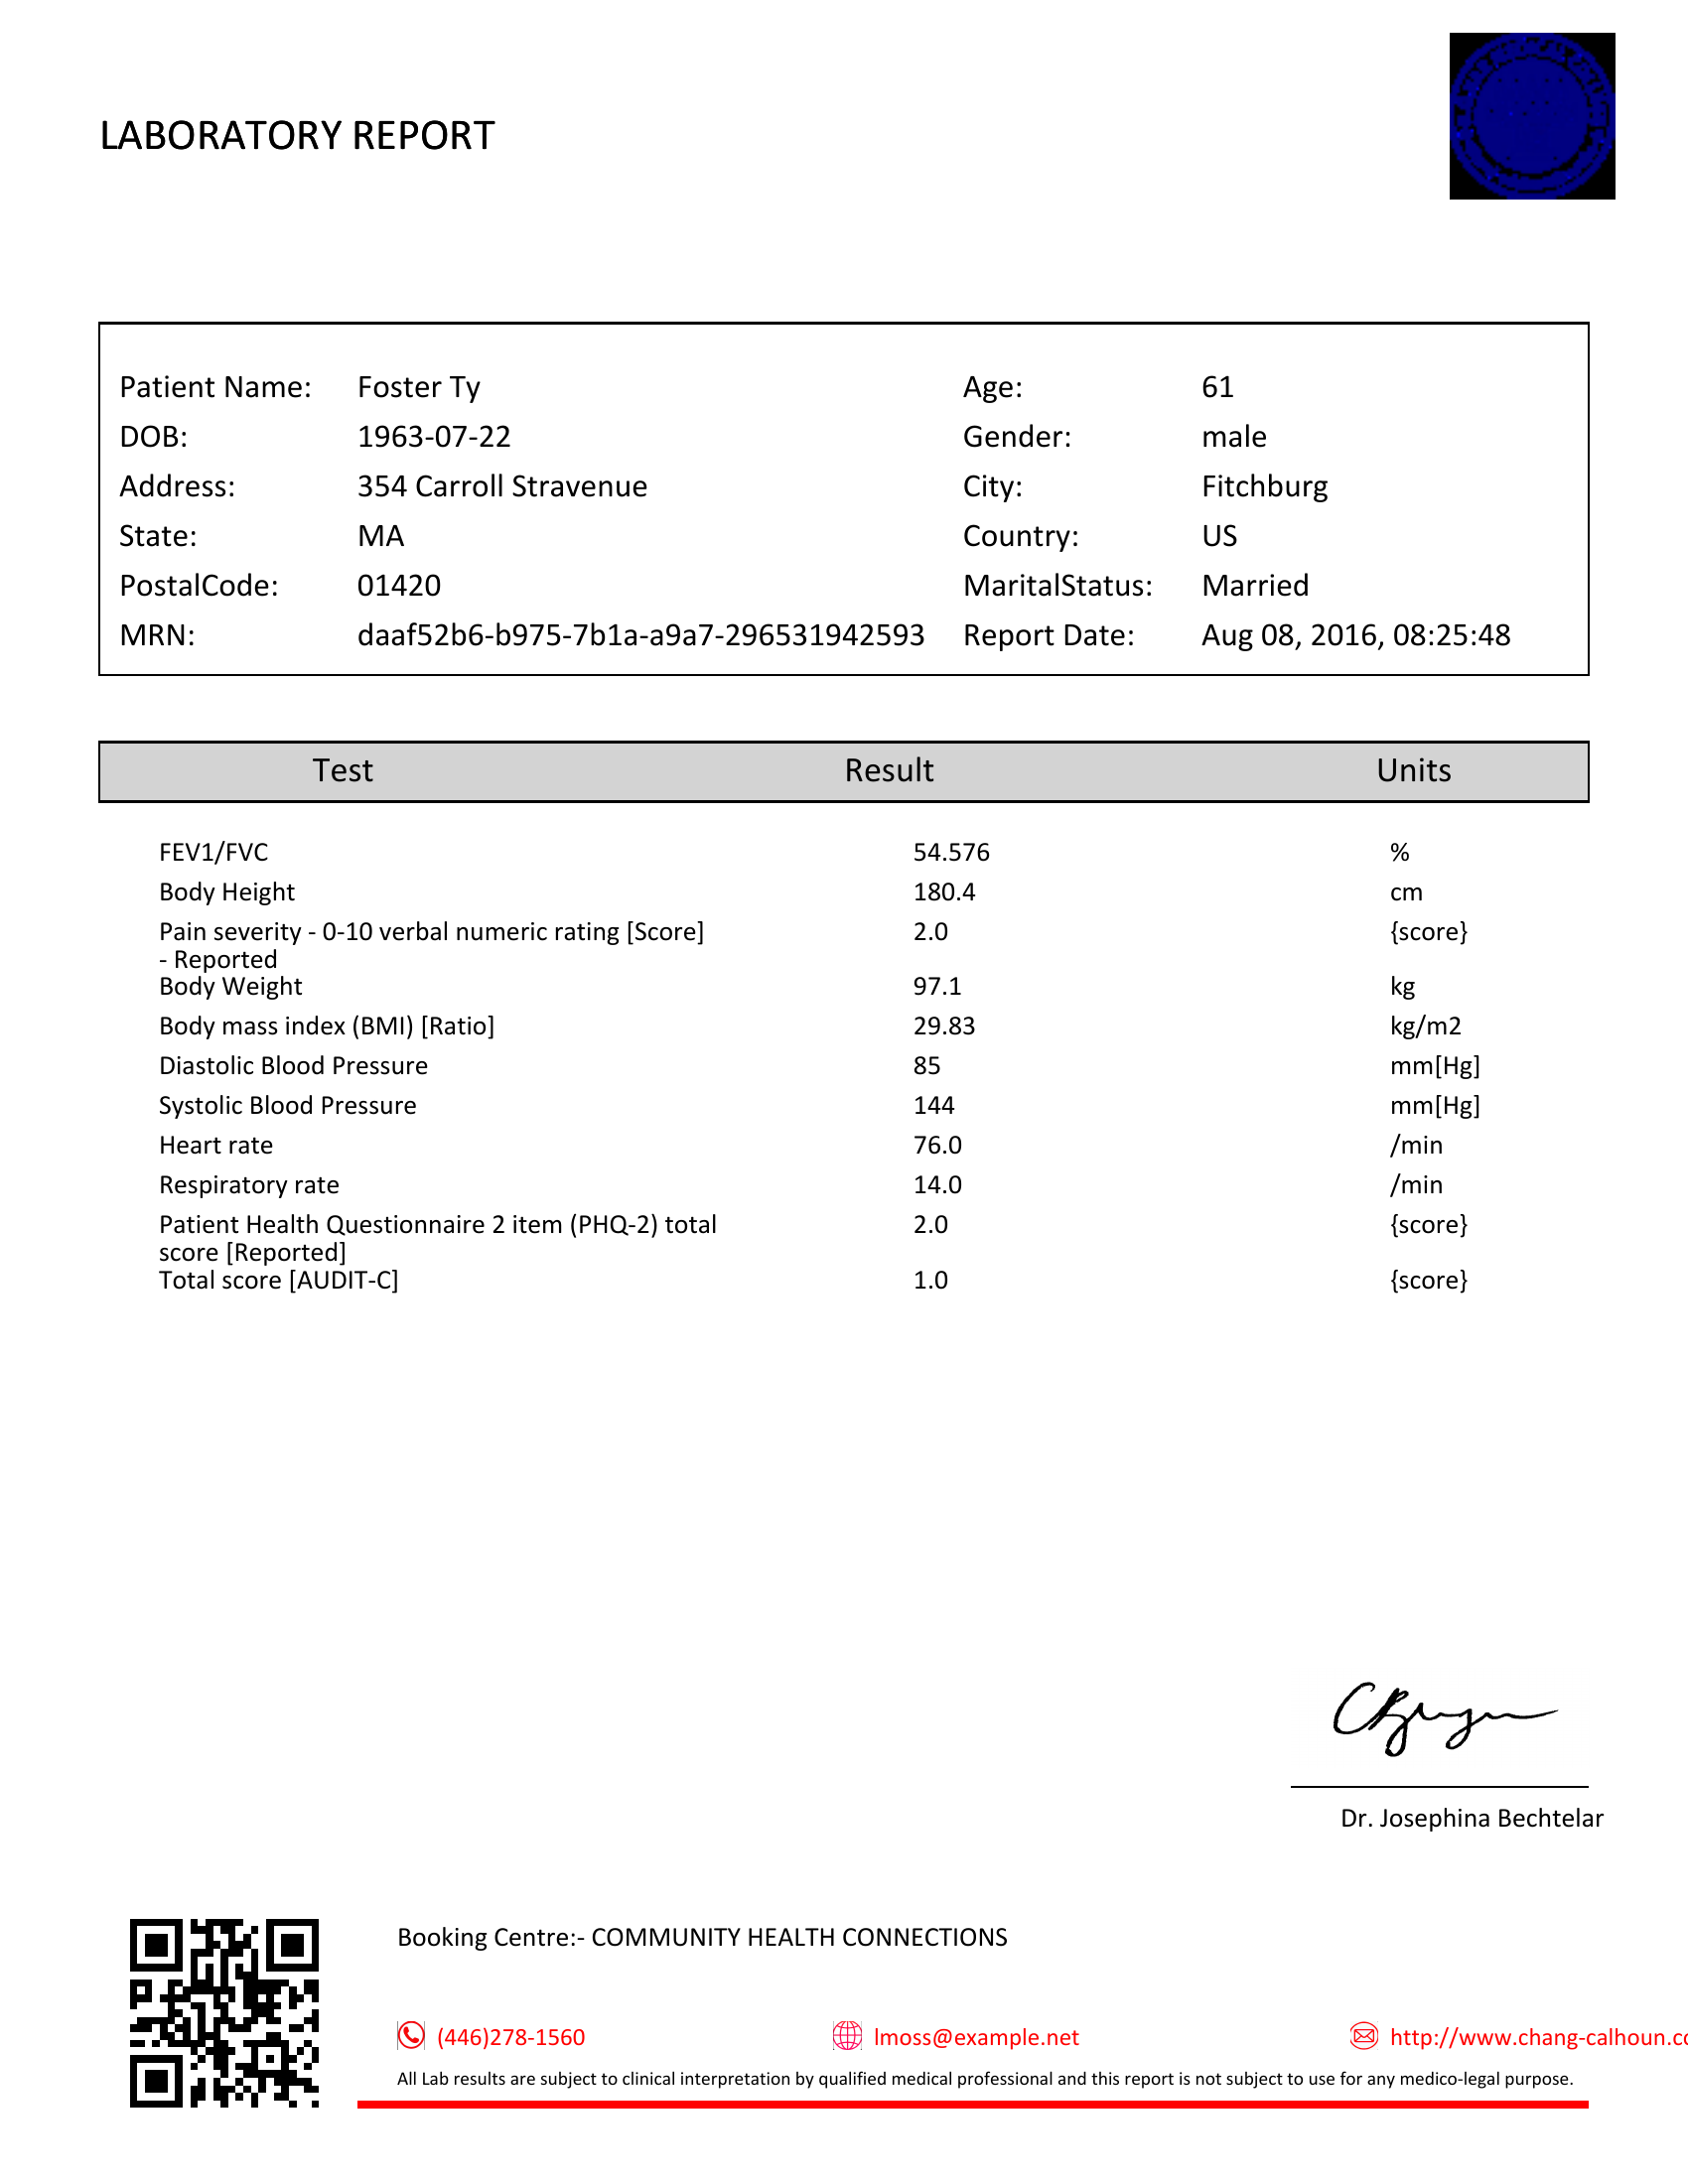 LABORATORY REPORT
Patient Name: Foster Ty Age: 61
DOB: 1963-07-22 Gender: male
Address: 354 Carroll Stravenue City: Fitchburg
State: MA Country: US
PostalCode: 01420 MaritalStatus: Married
MRN: daaf52b6-b975-7b1a-a9a7-296531942593 Report Date: Aug 08, 2016, 08:25:48
Test Result Units
FEV1/FVC 54.576 %
Body Height 180.4 cm
Pain severity - 0-10 verbal numeric rating [Score] 2.0 {score}
- Reported
Body Weight 97.1 kg
Body mass index (BMI) [Ratio] 29.83 kg/m2
Diastolic Blood Pressure 85 mm[Hg]
Systolic Blood Pressure 144 mm[Hg]
Heart rate 76.0 /min
Respiratory rate 14.0 /min
Patient Health Questionnaire 2 item (PHQ-2) total 2.0 {score}
score [Reported]
Total score [AUDIT-C] 1.0 {score}
Dr. Josephina Bechtelar
Booking Centre:- COMMUNITY HEALTH CONNECTIONS
(446)278-1560 lmoss@example.net http://www.chang-calhoun.co
All Lab results are subject to clinical interpretation by qualified medical professional and this report is not subject to use for any medico-legal purpose.